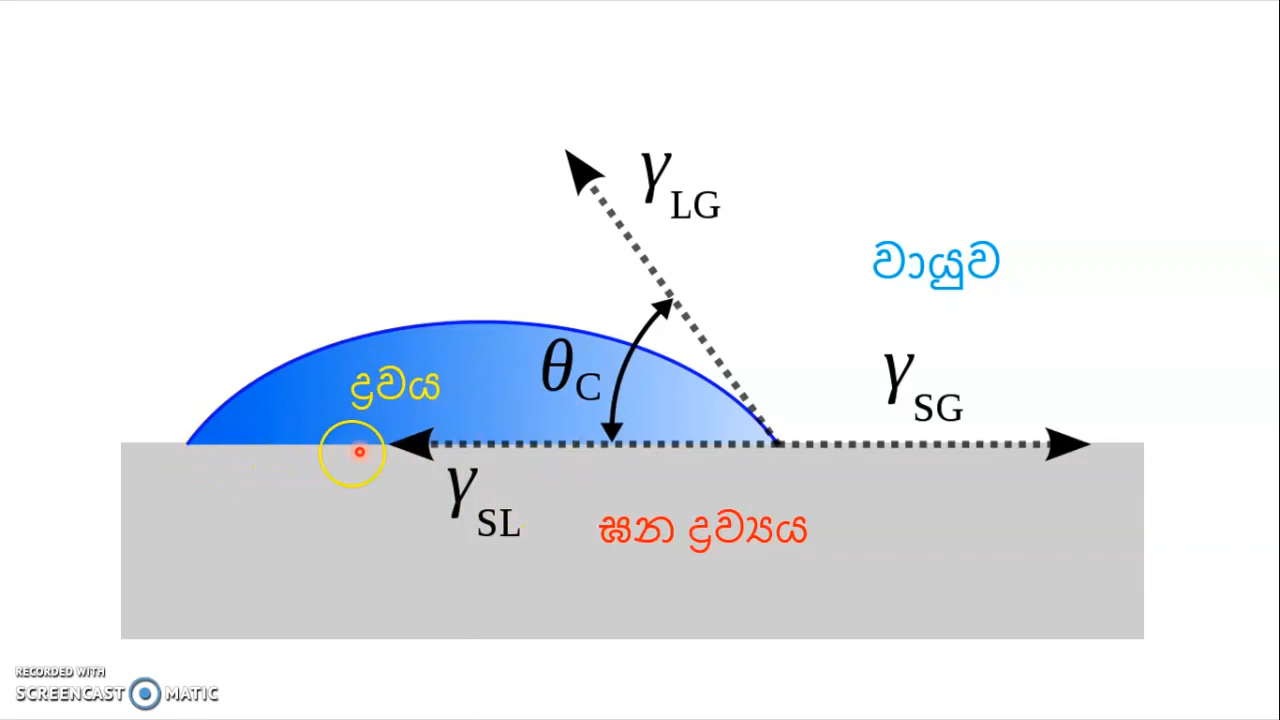 γLG
වායුව
γSG
θC
ද්‍රවය
γSL
ඝන ද්‍රව්‍යය
RECORDED WITH
SCREENCAST MATIC